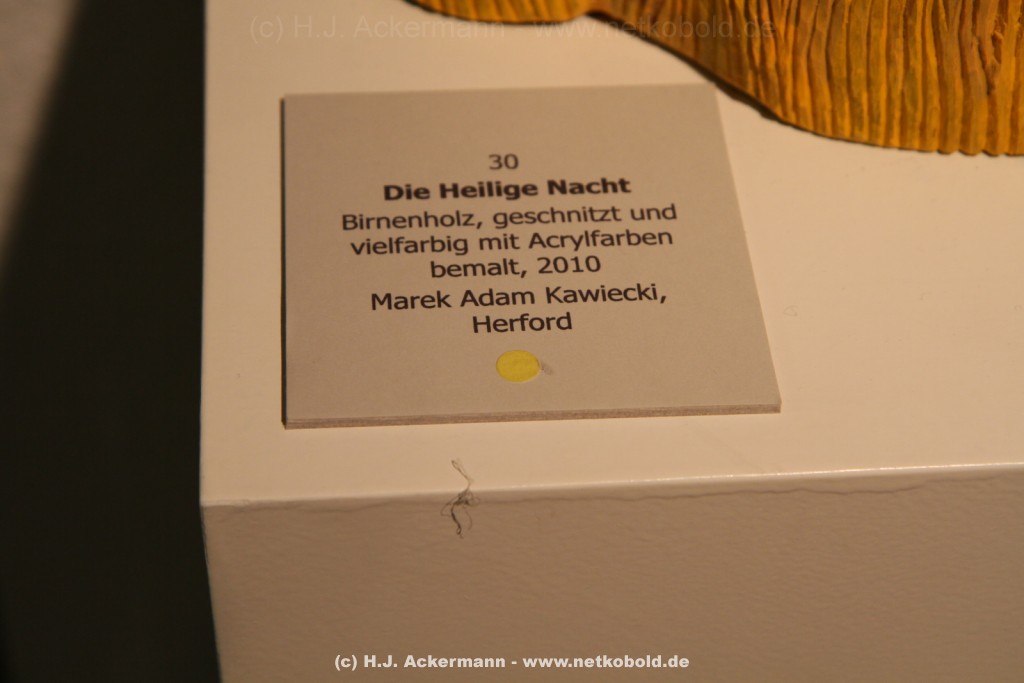 (c) H.J. Ackermann - www.netkobold.de
30
Die Heilige Nacht
Birnenholz, geschnitzt und
vielfarbig mit Acrylfarben
bemalt, 2010
Marek Adam Kawiecki,
Herford
(c) H.J. Ackermann - www.netkobold.de